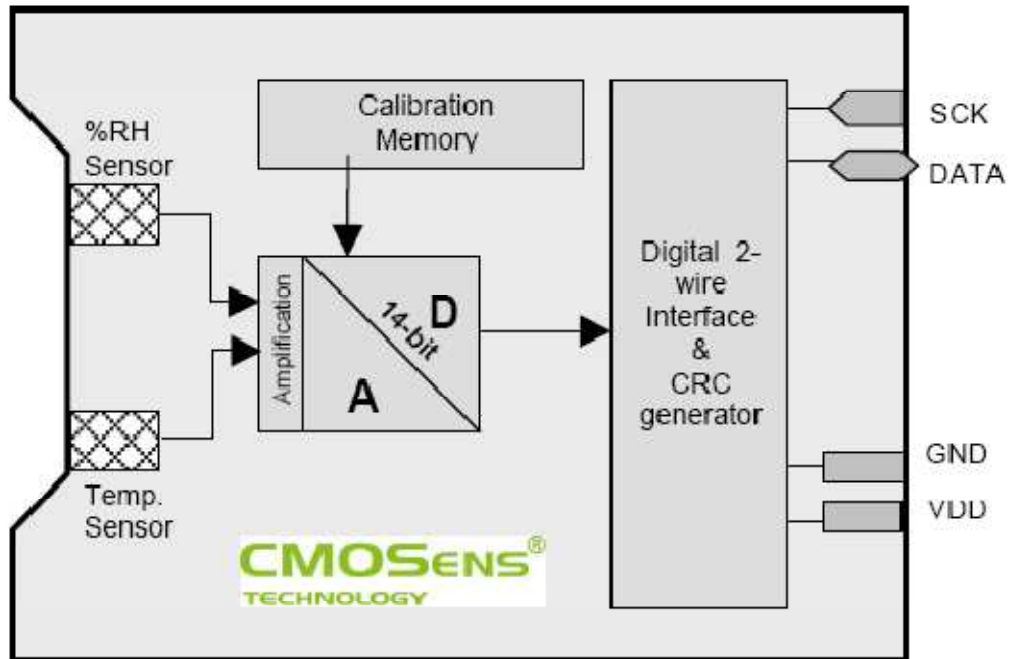 %RH
Sensor
Calibration
Memory
SCK
DATA
Amplification
14-bit
D
A
Digital 2-
wire
Interface
&
CRC
generator
GND
VDD
Temp.
Sensor
CMOSENS®
TECHNOLOGY